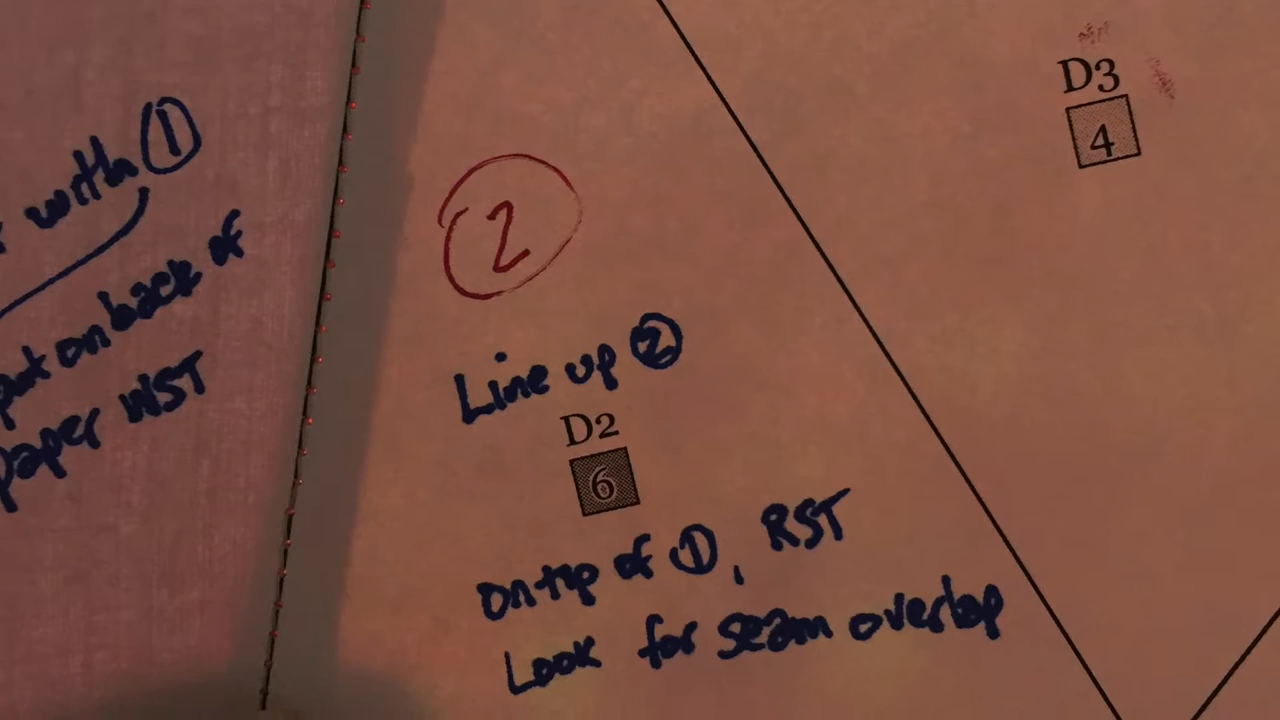 with ①
put on back of
paper WST
②
Line up ②
D2
6
on top of ①, RST
Look for seam overlap
D3
4